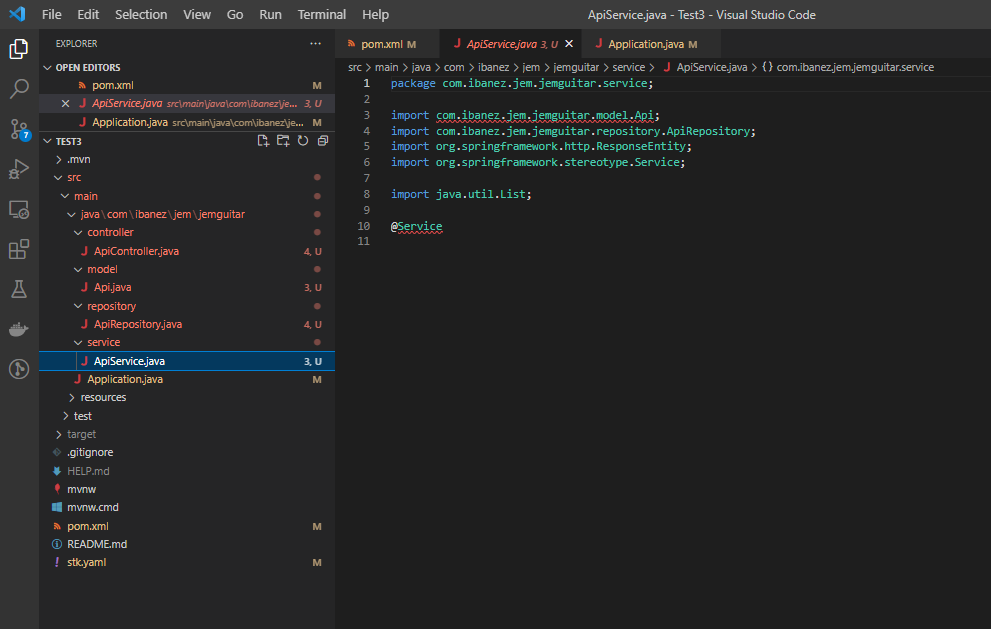 File Edit Selection View Go Run Terminal Help ApiService.java - Test3 - Visual Studio Code
EXPLORER ···
pom.xml M ApiService.java 3, U Application.java M
src > main > java > com > ibanez > jem > jemguitar > service > J ApiService.java > {} com.ibanez.jem.jemguitar.service
OPEN EDITORS
pom.xml M
J ApiService.java src\main\java\com\ibanez\je... 3, U
J Application.java src\main\java\com\ibanez\je... M
TEST3
.mvn
src
main
java\com\ibanez\jem\jemguitar
controller
J ApiController.java 4, U
model
J Api.java 3, U
repository
J ApiRepository.java 4, U
service
J ApiService.java 3, U
J Application.java M
resources
test
target
.gitignore
HELP.md
mvnw
mvnw.cmd
pom.xml M
README.md
! stk.yaml M
7
1 package com.ibanez.jem.jemguitar.service;
2
3 import com.ibanez.jem.jemguitar.model.Api;
4 import com.ibanez.jem.jemguitar.repository.ApiRepository;
5 import org.springframework.http.ResponseEntity;
6 import org.springframework.stereotype.Service;
7
8 import java.util.List;
9
10 @Service
11